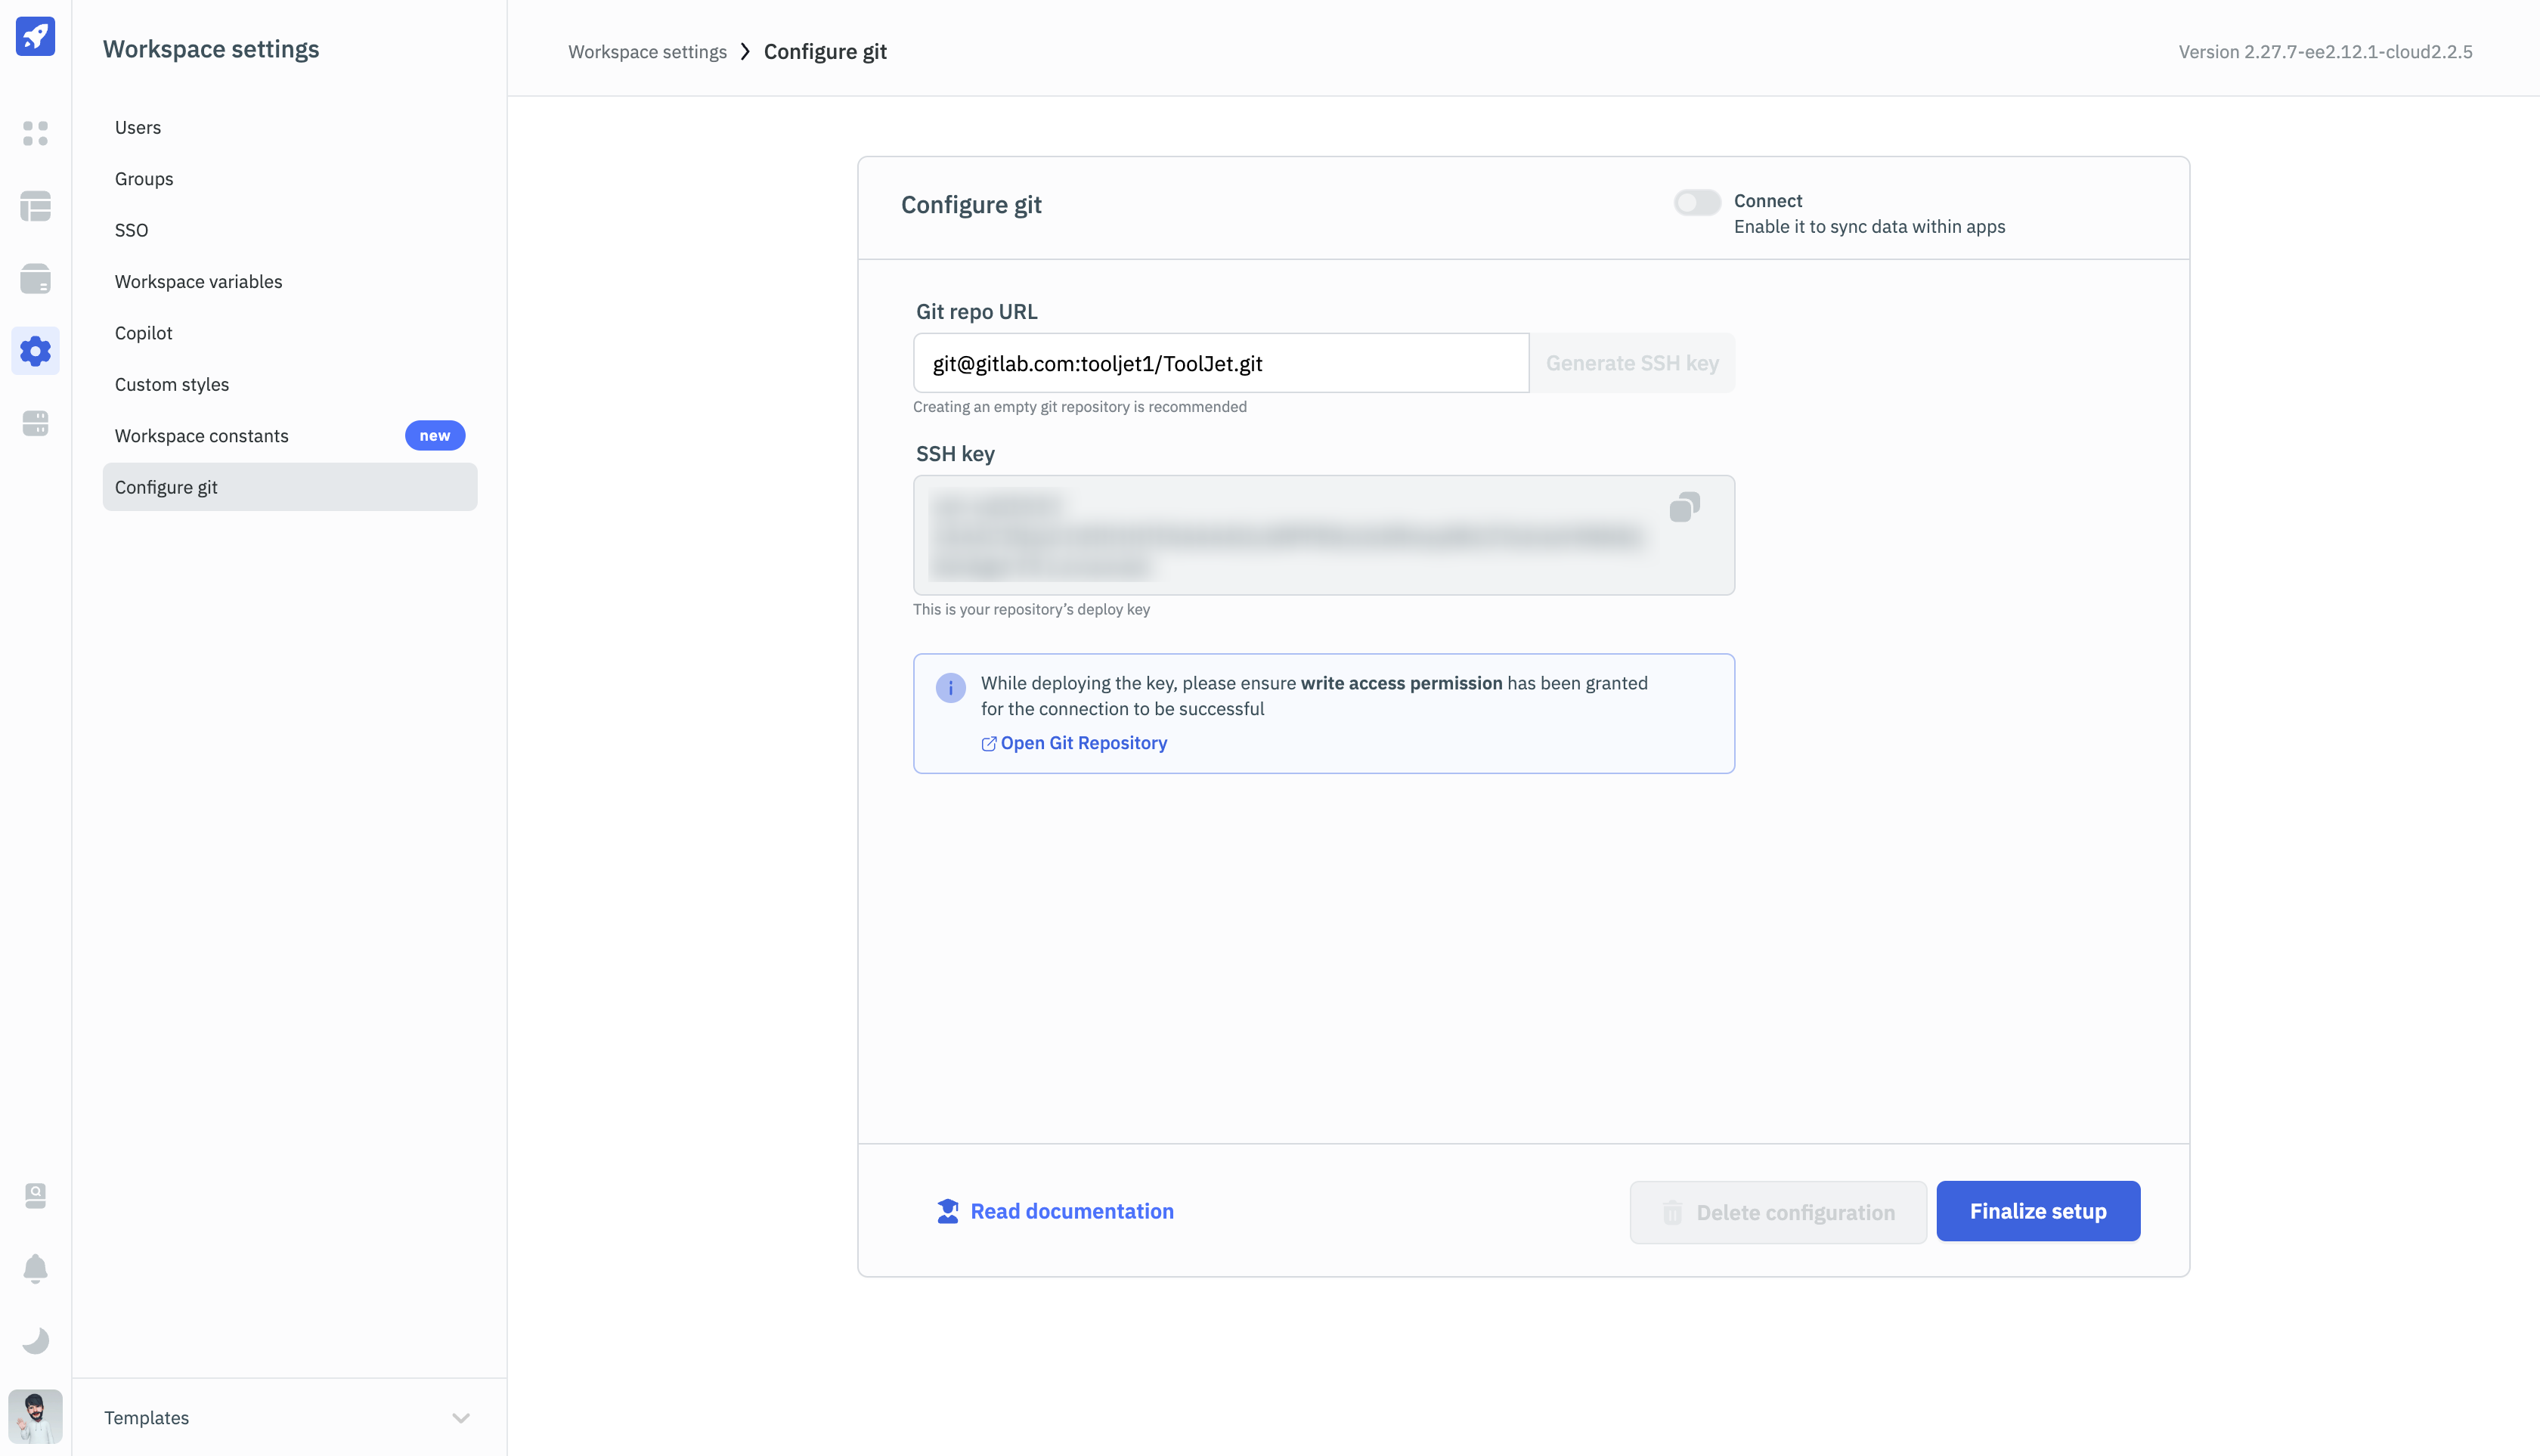 Workspace settings
Users
Groups
SSO
Workspace variables
Copilot
Custom styles
Workspace constants new
Configure git
Templates
Workspace settings Configure git
Version 2.27.7-ee2.12.1-cloud2.2.5
Configure git
Connect
Enable it to sync data within apps
Git repo URL
git@gitlab.com:tooljet1/ToolJet.git Generate SSH key
Creating an empty git repository is recommended
SSH key
This is your repository’s deploy key
While deploying the key, please ensure write access permission has been granted
for the connection to be successful
Open Git Repository
Read documentation
Delete configuration
Finalize setup